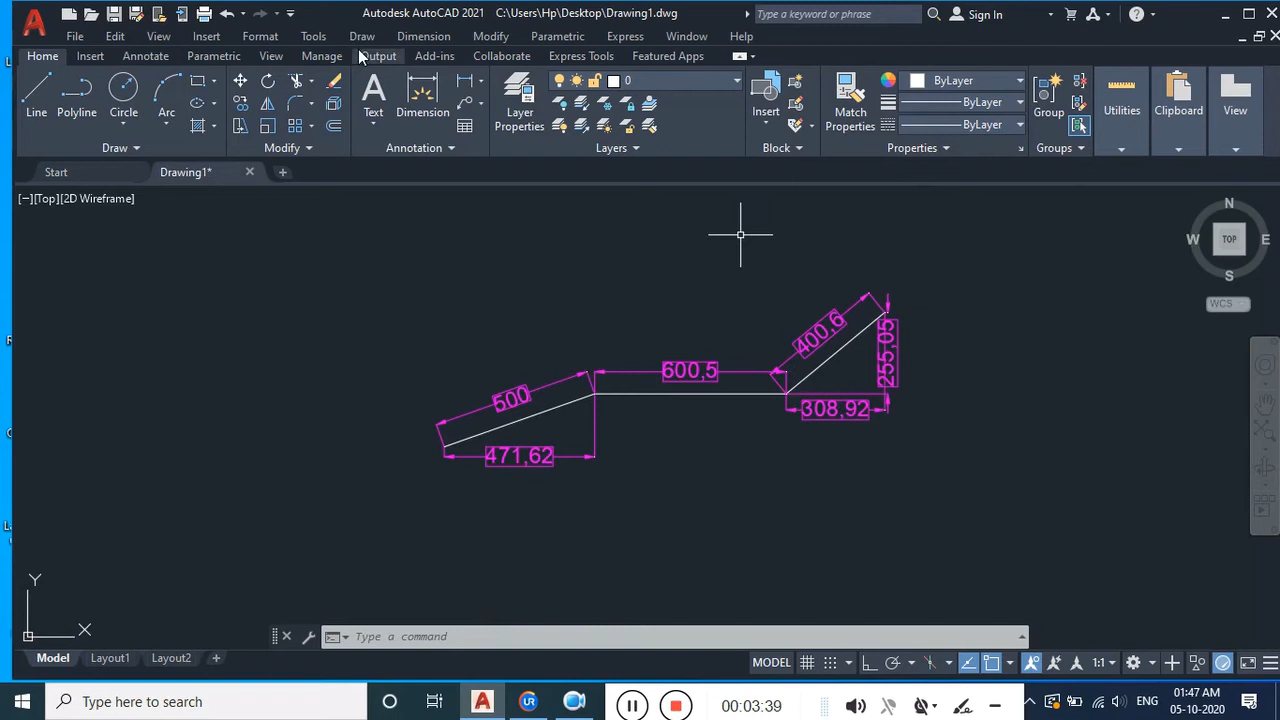 Autodesk AutoCAD 2021 C:\Users\Hp\Desktop\Drawing1.dwg
Type a keyword or phrase
Sign In
File Edit View Insert Format Tools Draw Dimension Modify Parametric Express Window Help
Home Insert Annotate Parametric View Manage Output Add-ins Collaborate Express Tools Featured Apps
0
ByLayer
ByLayer
ByLayer
Line Polyline Circle Arc
Text Dimension
Layer Properties
Insert
Match Properties
Group Utilities Clipboard View
Draw Modify Annotation Layers Block Properties Groups
Start Drawing1*
[−][Top][2D Wireframe]
N
W TOP E
S
WCS
400,6
255,05
600,5
500
308,92
471,62
Y
X
Type a command
Model Layout1 Layout2 +
MODEL 1:1
Type here to search
00:03:39
ENG
01:47 AM
05-10-2020